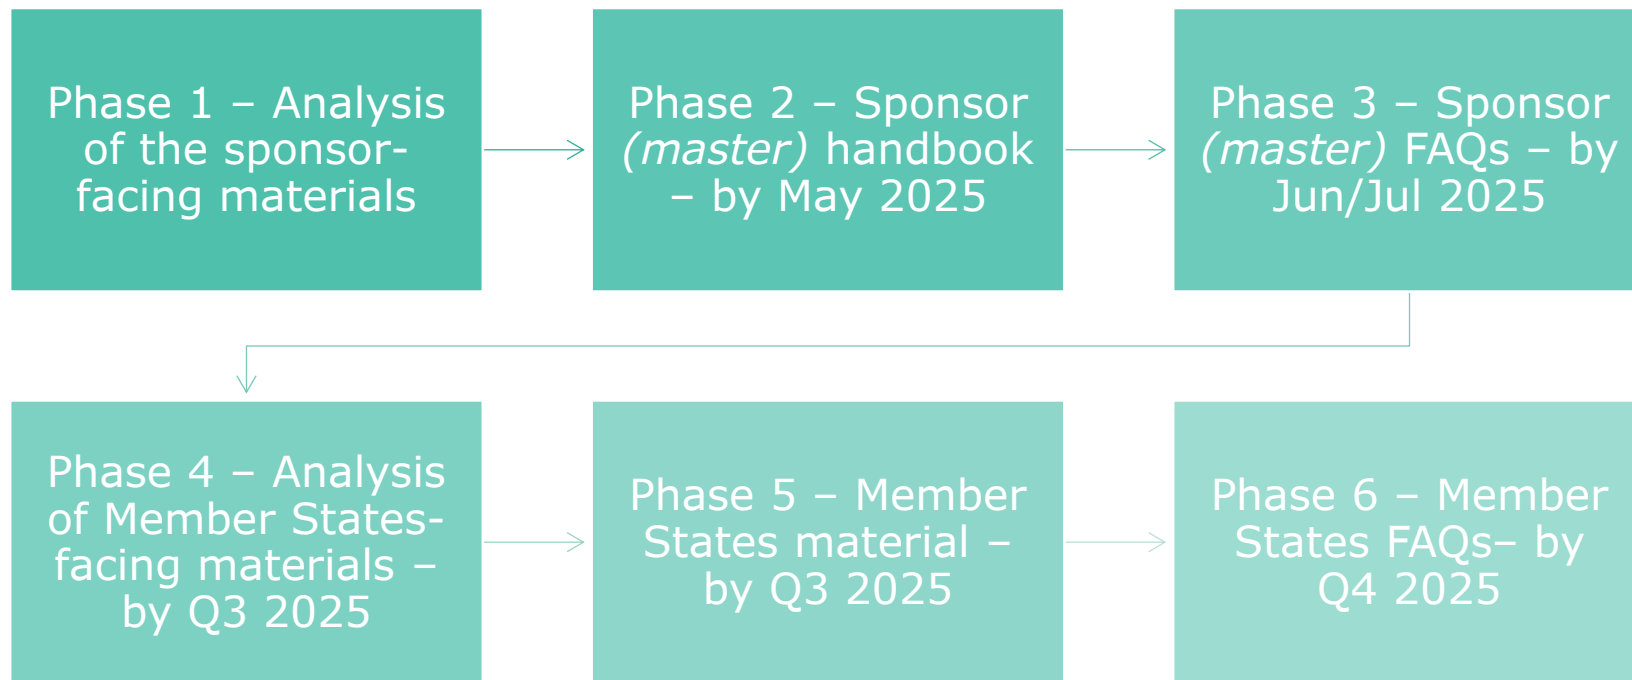 Phase 1 – Analysis
of the sponsor-
facing materials
Phase 2 – Sponsor
(master) handbook
– by May 2025
Phase 3 – Sponsor
(master) FAQs – by
Jun/Jul 2025
Phase 4 – Analysis
of Member States-
facing materials –
by Q3 2025
Phase 5 – Member
States material –
by Q3 2025
Phase 6 – Member
States FAQs– by
Q4 2025